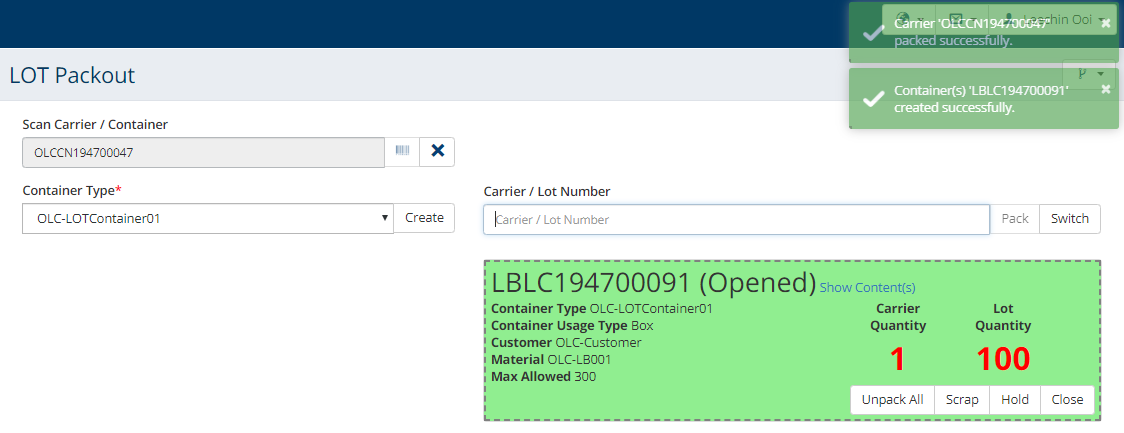 Leachin Ooi
Carrier 'OLCCN194700047'
packed successfully.
LOT Packout
Container(s) 'LBLC194700091'
created successfully.
Scan Carrier / Container
OLCCN194700047
Container Type*
Carrier / Lot Number
OLC-LOTContainer01
Create
Carrier / Lot Number
Pack
Switch
LBLC194700091 (Opened) Show Content(s)
Container Type OLC-LOTContainer01
Container Usage Type Box
Customer OLC-Customer
Material OLC-LB001
Max Allowed 300
Carrier
Quantity
1
Lot
Quantity
100
Unpack All
Scrap
Hold
Close